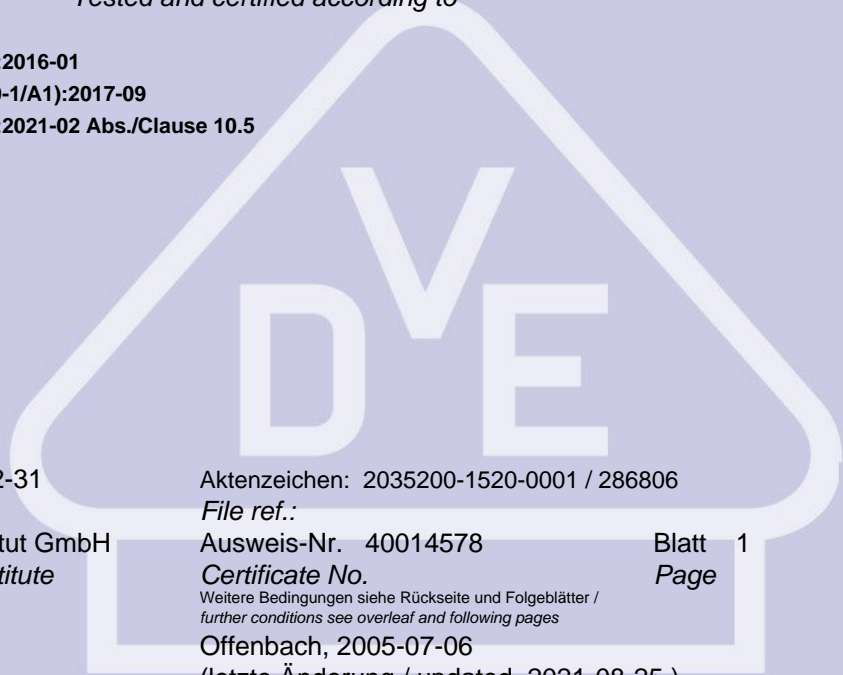 Tested and certified according to
:2016-01
-1/A1):2017-09
:2021-02 Abs./Clause 10.5
VDE
2-31 Aktenzeichen: 2035200-1520-0001 / 286806
File ref.:
tut GmbH Ausweis-Nr. 40014578 Blatt 1
titute Certificate No. Page
Weitere Bedingungen siehe Rückseite und Folgeblätter /
further conditions see overleaf and following pages
Offenbach, 2005-07-06
(letzte Änderung / updated 2021-08-25 )